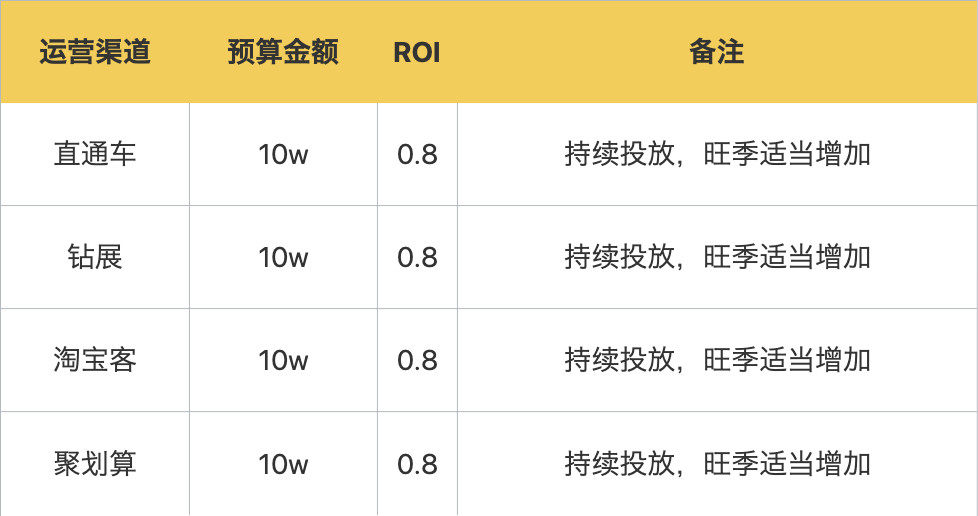 运营渠道 预算金额 ROI 备注
直通车 10w 0.8 持续投放，旺季适当增加
钻展 10w 0.8 持续投放，旺季适当增加
淘宝客 10w 0.8 持续投放，旺季适当增加
聚划算 10w 0.8 持续投放，旺季适当增加